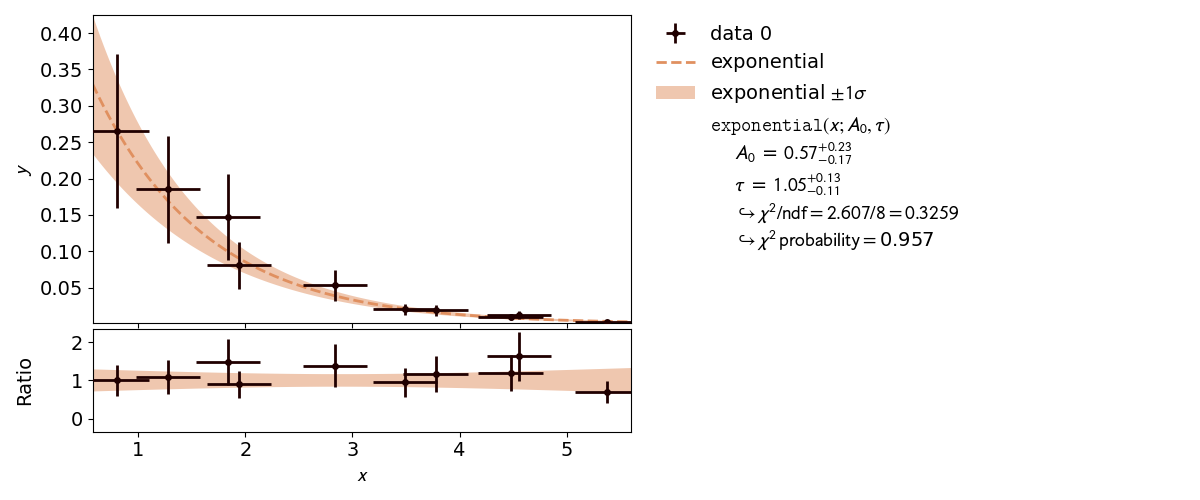 0.40
0.35
0.30
0.25
0.20
0.15
0.10
0.05
y
2
1
0
Ratio
1 2 3 4 5
x
data 0
exponential
exponential ±1σ
exponential(x; A₀, τ)
A₀ = 0.57 +0.23 −0.17
τ = 1.05 +0.13 −0.11
↪ χ²/ndf = 2.607/8 = 0.3259
↪ χ² probability = 0.957